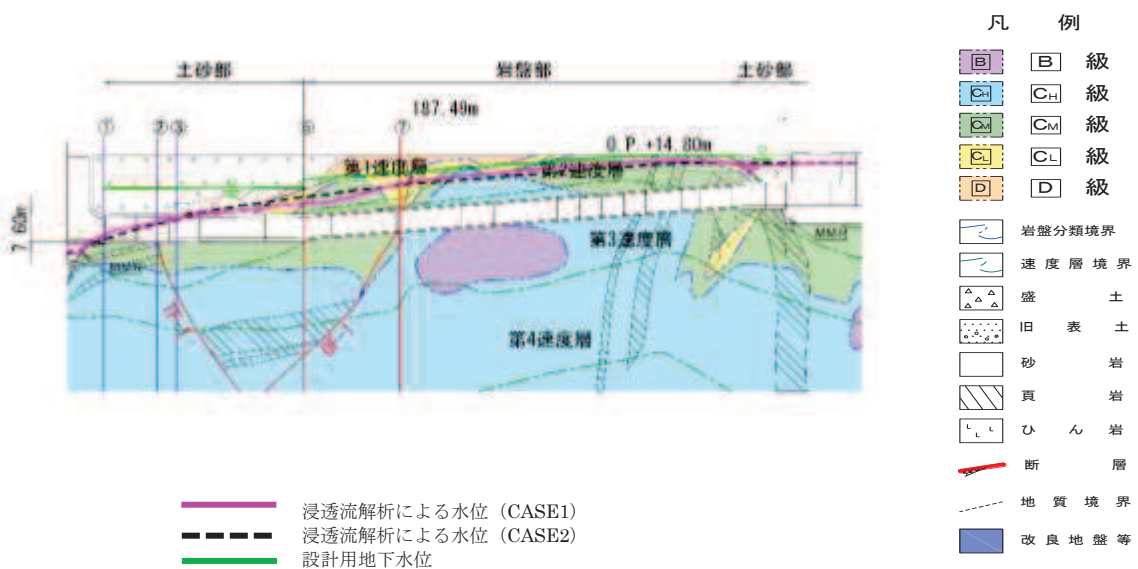 凡 例
B B 級
CH CH 級
CM CM 級
CL CL 級
D D 級
岩盤分類境界
速度層境界
盛土
旧表土
砂岩
頁岩
ひん岩
断層
地質境界
改良地盤等
土砂部 岩盤部 土砂部
187.49m
① ② ③ ⑦
O.P.+14.80m
第1速度層
第2速度層
7.60m
第3速度層
MMR
MMR
第4速度層
浸透流解析による水位（CASE1）
浸透流解析による水位（CASE2）
設計用地下水位